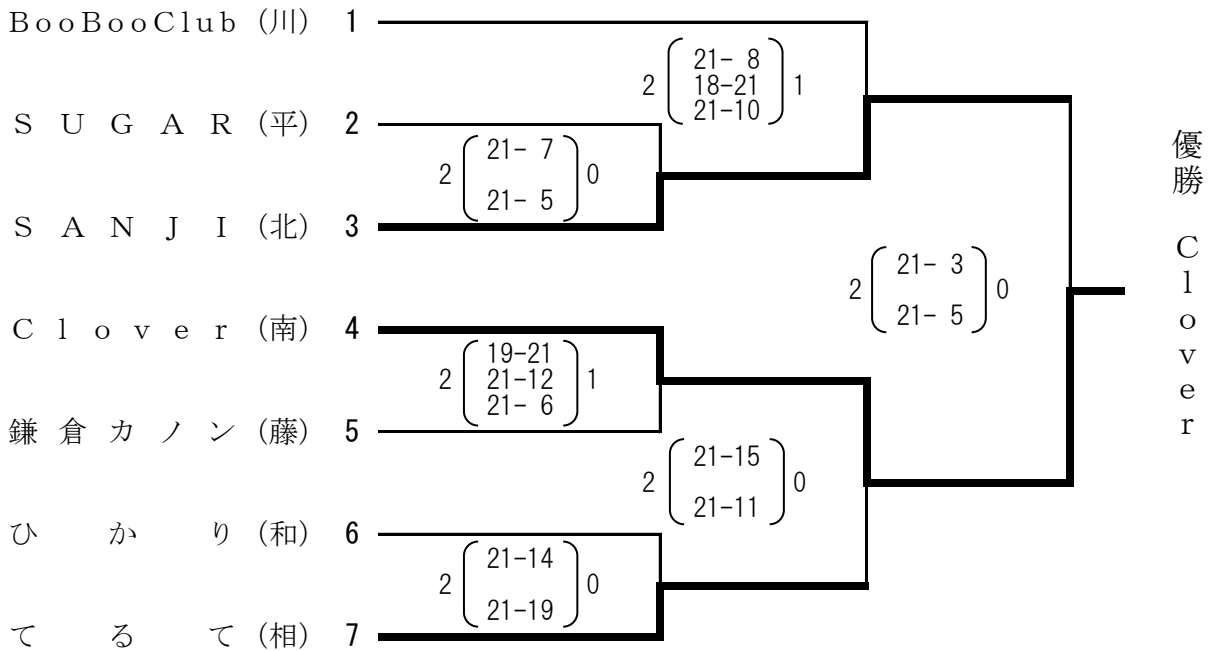 BooBooClub (川) 1
2 21- 8 1
18-21
21-10
SUGAR (平) 2
2 21- 7 0
21- 5
SANJI (北) 3
2 21- 3 0
21- 5
Clover (南) 4
2 19-21 1
21-12
21- 6
鎌倉カノン (藤) 5
2 21-15 0
21-11
ひかり (和) 6
2 21-14 0
21-19
てるて (相) 7
優勝 Clover